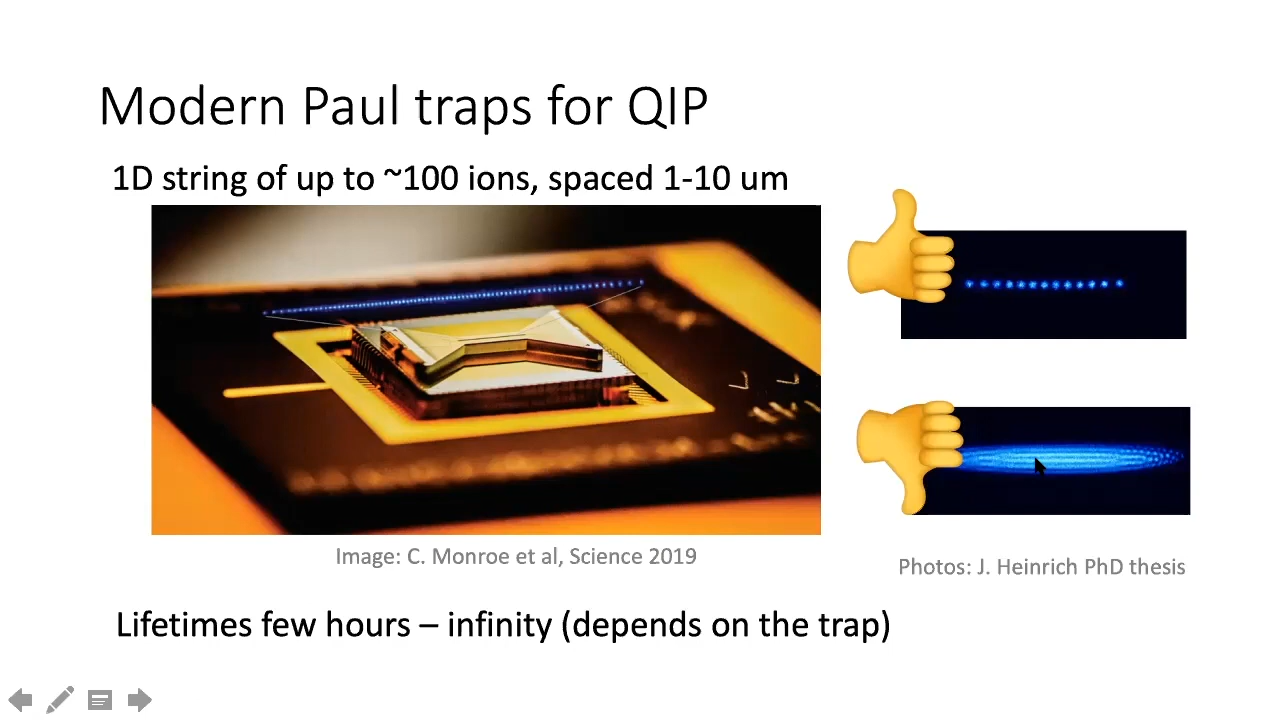 Modern Paul traps for QIP
1D string of up to ~100 ions, spaced 1-10 um
Image: C. Monroe et al, Science 2019
Photos: J. Heinrich PhD thesis
Lifetimes few hours – infinity (depends on the trap)